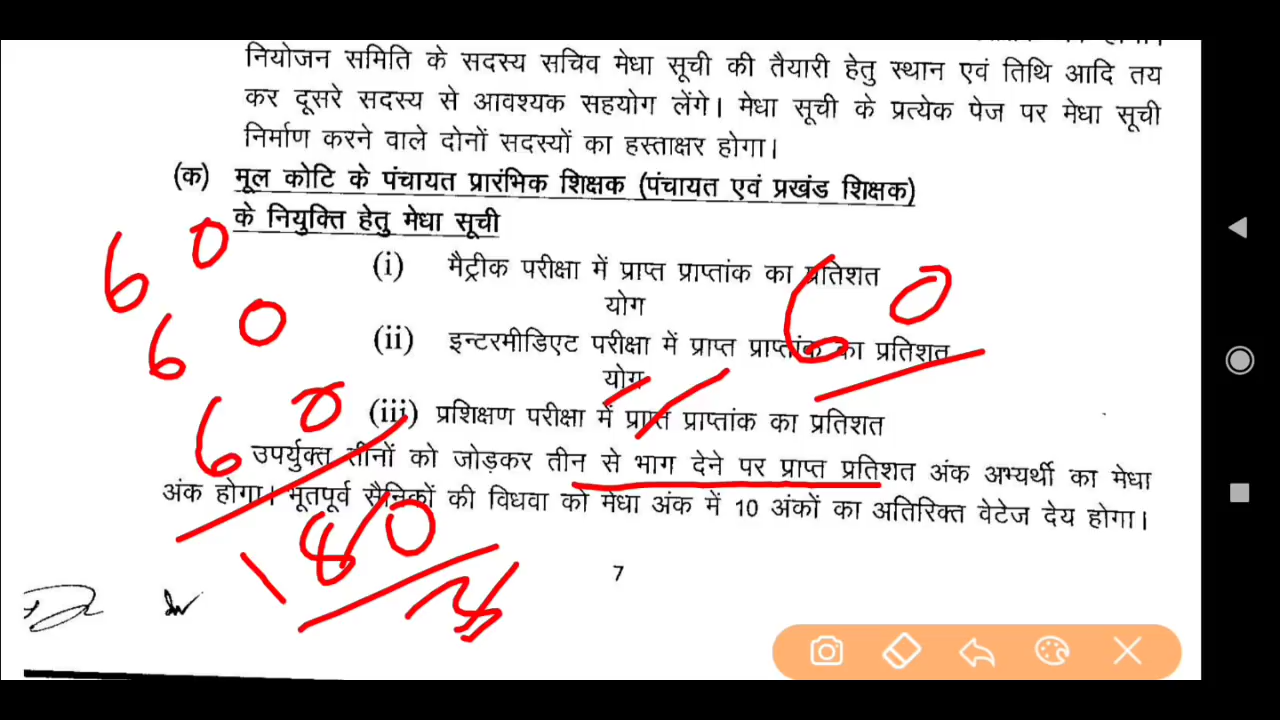 नियोजन समिति के सदस्य सचिव मेधा सूची की तैयारी हेतु स्थान एवं तिथि आदि तय
कर दूसरे सदस्य से आवश्यक सहयोग लेंगे। मेधा सूची के प्रत्येक पेज पर मेधा सूची
निर्माण करने वाले दोनों सदस्यों का हस्ताक्षर होगा।
(क) मूल कोटि के पंचायत प्रारंभिक शिक्षक (पंचायत एवं प्रखंड शिक्षक)
के नियुक्ति हेतु मेधा सूची
60
(i) मैट्रीक परीक्षा में प्राप्त प्राप्तांक का प्रतिशत
60
योग
60
(ii) इन्टरमीडिएट परीक्षा में प्राप्त प्राप्तांक का प्रतिशत
योग
60
(iii) प्रशिक्षण परीक्षा में प्राप्त प्राप्तांक का प्रतिशत
उपर्युक्त तीनों को जोड़कर तीन से भाग देने पर प्राप्त प्रतिशत अंक अभ्यर्थी का मेधा
अंक होगा। भूतपूर्व सैनिकों की विधवा को मेधा अंक में 10 अंकों का अतिरिक्त वेटेज देय होगा।
180
7